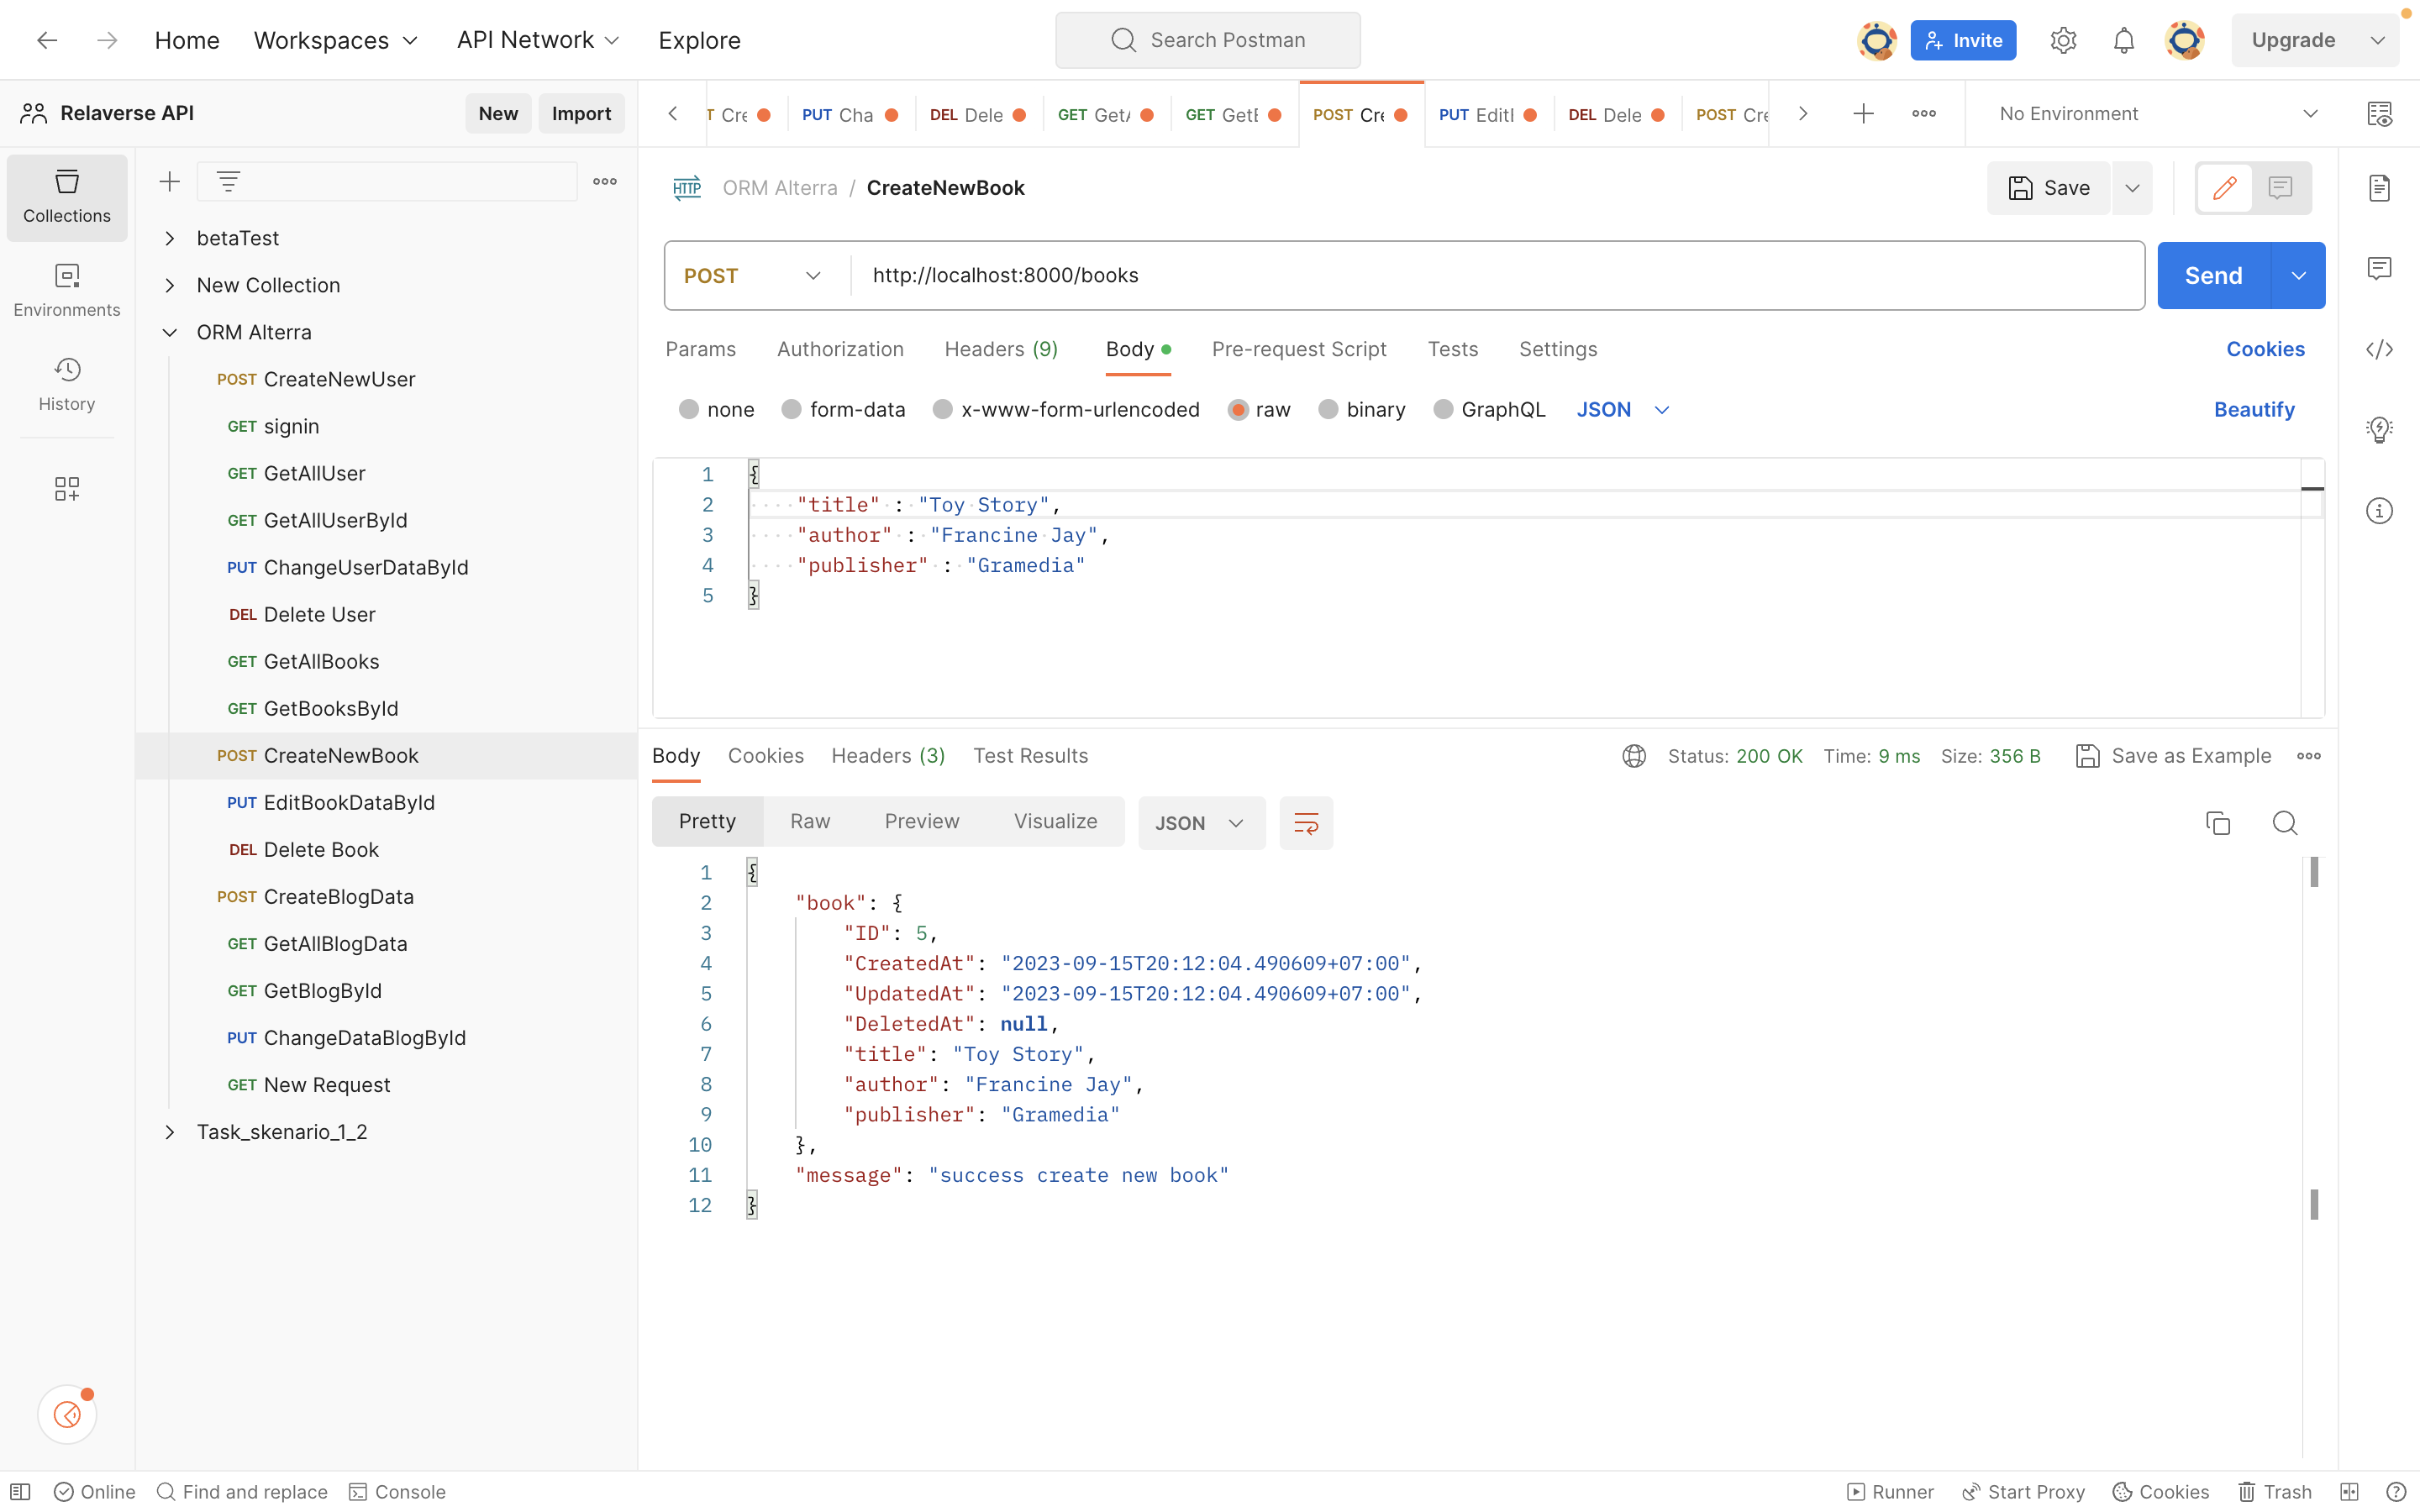 Home Workspaces API Network Explore Search Postman Invite Upgrade
Relaverse API New Import
Cre PUT Cha DEL Dele GET GetA GET GetB POST Cre PUT Edit DEL Dele POST Cre No Environment
Collections
Environments
History
betaTest
New Collection
ORM Alterra
POST CreateNewUser
GET signin
GET GetAllUser
GET GetAllUserById
PUT ChangeUserDataById
DEL Delete User
GET GetAllBooks
GET GetBooksById
POST CreateNewBook
PUT EditBookDataById
DEL Delete Book
POST CreateBlogData
GET GetAllBlogData
GET GetBlogById
PUT ChangeDataBlogById
GET New Request
Task_skenario_1_2
HTTP ORM Alterra / CreateNewBook Save
POST http://localhost:8000/books Send
Params Authorization Headers (9) Body Pre-request Script Tests Settings Cookies
none form-data x-www-form-urlencoded raw binary GraphQL JSON Beautify
1 {
2 "title" : "Toy Story",
3 "author" : "Francine Jay",
4 "publisher" : "Gramedia"
5 }
Body Cookies Headers (3) Test Results Status: 200 OK Time: 9 ms Size: 356 B Save as Example
Pretty Raw Preview Visualize JSON
1 {
2 "book": {
3 "ID": 5,
4 "CreatedAt": "2023-09-15T20:12:04.490609+07:00",
5 "UpdatedAt": "2023-09-15T20:12:04.490609+07:00",
6 "DeletedAt": null,
7 "title": "Toy Story",
8 "author": "Francine Jay",
9 "publisher": "Gramedia"
10 },
11 "message": "success create new book"
12 }
Online Find and replace Console Runner Start Proxy Cookies Trash